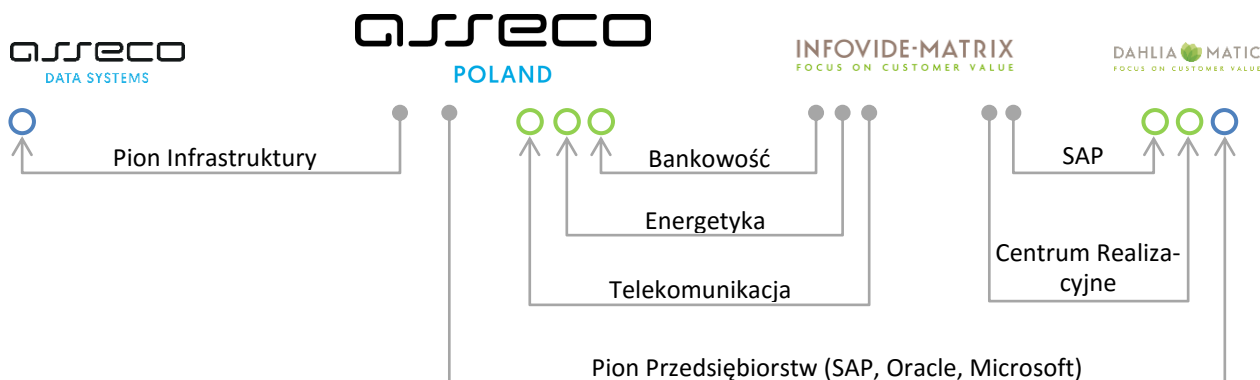 asseco
DATA SYSTEMS
asseco
POLAND
INFOVIDE-MATRIX
FOCUS ON CUSTOMER VALUE
DAHLIA MATIC
FOCUS ON CUSTOMER VALUE
Pion Infrastruktury
Bankowość
SAP
Energetyka
Centrum Realiza-
cyjne
Telekomunikacja
Pion Przedsiębiorstw (SAP, Oracle, Microsoft)